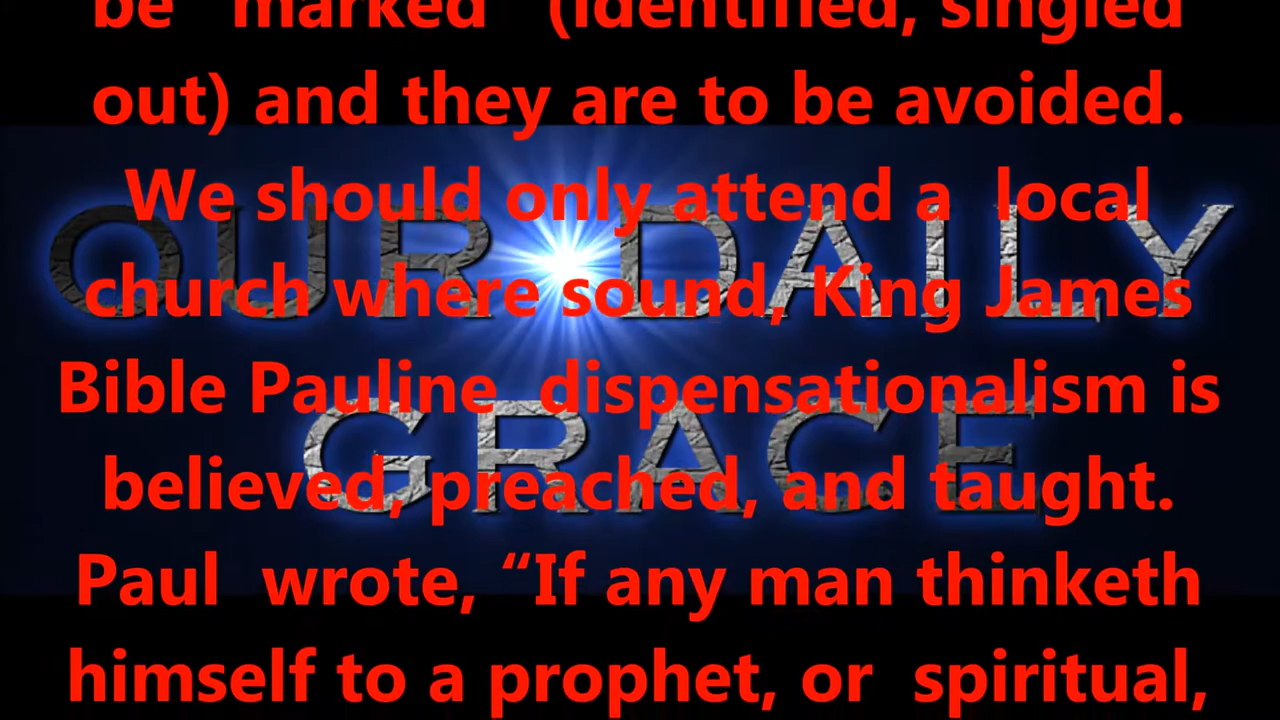 be "marked" (identified, singled
out) and they are to be avoided.
We should only attend a local
church where sound, King James
Bible Pauline dispensationalism is
believed, preached, and taught.
Paul wrote, “If any man thinketh
himself to a prophet, or spiritual,
OUR DAILY
GRACE